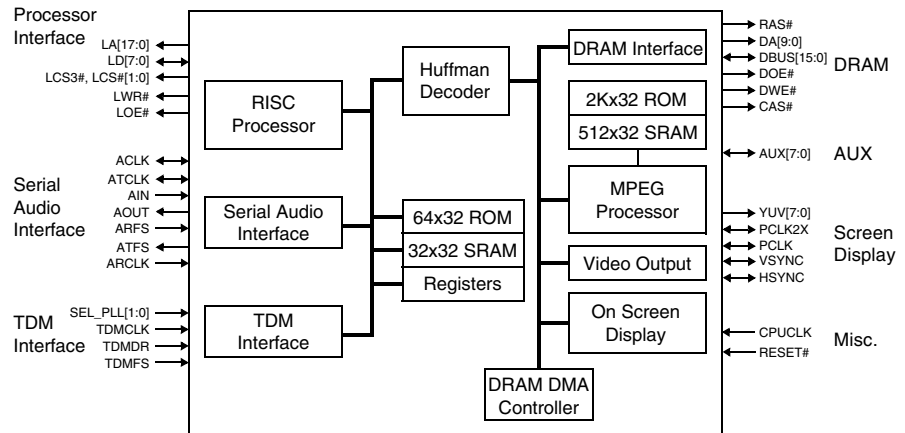 Processor
Interface
LA[17:0]
LD[7:0]
LCS3#, LCS#[1:0]
LWR#
LOE#
Serial
Audio
Interface
ACLK
ATCLK
AIN
AOUT
ARFS
ATFS
ARCLK
TDM
Interface
SEL_PLL[1:0]
TDMCLK
TDMDR
TDMFS
RISC
Processor
Serial Audio
Interface
TDM
Interface
Huffman
Decoder
64x32 ROM
32x32 SRAM
Registers
DRAM Interface
2Kx32 ROM
512x32 SRAM
MPEG
Processor
Video Output
On Screen
Display
DRAM DMA
Controller
RAS#
DA[9:0]
DBUS[15:0]
DOE#
DWE#
CAS#
DRAM
AUX[7:0]
AUX
YUV[7:0]
PCLK2X
PCLK
VSYNC
HSYNC
Screen
Display
CPUCLK
RESET#
Misc.